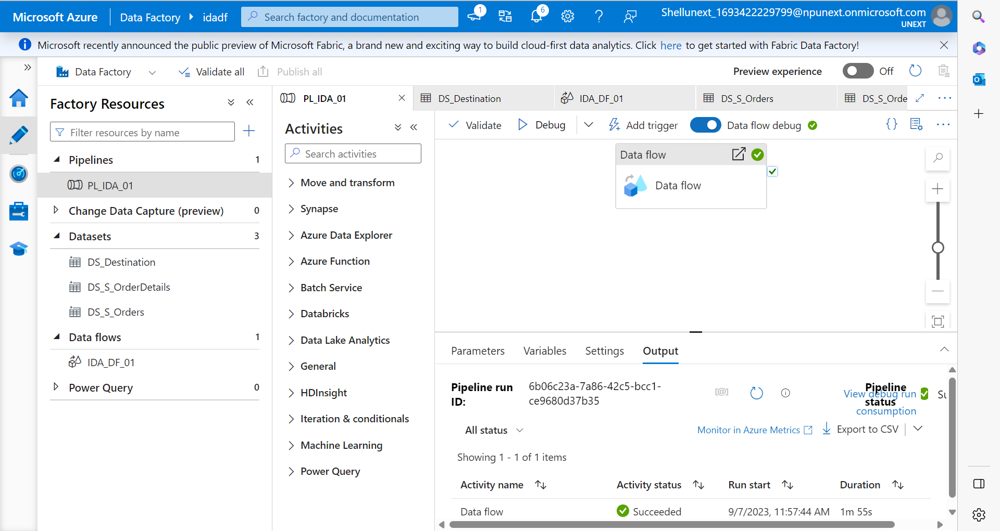 Microsoft Azure
Data Factory
idadf
Search factory and documentation
1
6
Shellunext_1693422229799@npunext.onmicrosoft.com
UNEXT
Microsoft recently announced the public preview of Microsoft Fabric, a brand new and exciting way to build cloud-first data analytics. Click here to get started with Fabric Data Factory!
Data Factory
Validate all
Publish all
Preview experience
Off
Factory Resources
Filter resources by name
Pipelines 1
PL_IDA_01
Change Data Capture (preview) 0
Datasets 3
DS_Destination
DS_S_OrderDetails
DS_S_Orders
Data flows 1
IDA_DF_01
Power Query 0
PL_IDA_01
DS_Destination
IDA_DF_01
DS_S_Orders
DS_S_Orde
Activities
Search activities
Move and transform
Synapse
Azure Data Explorer
Azure Function
Batch Service
Databricks
Data Lake Analytics
General
HDInsight
Iteration & conditionals
Machine Learning
Power Query
Validate
Debug
Add trigger
Data flow debug
Data flow
Data flow
Parameters
Variables
Settings
Output
Pipeline run
ID:
6b06c23a-7a86-42c5-bcc1-
ce9680d37b35
[@]
View debug run
consumption
Pipeline
status
Su
All status
Monitor in Azure Metrics
Export to CSV
Showing 1 - 1 of 1 items
Activity name
Activity status
Run start
Duration
Data flow
Succeeded
9/7/2023, 11:57:44 AM
1m 55s